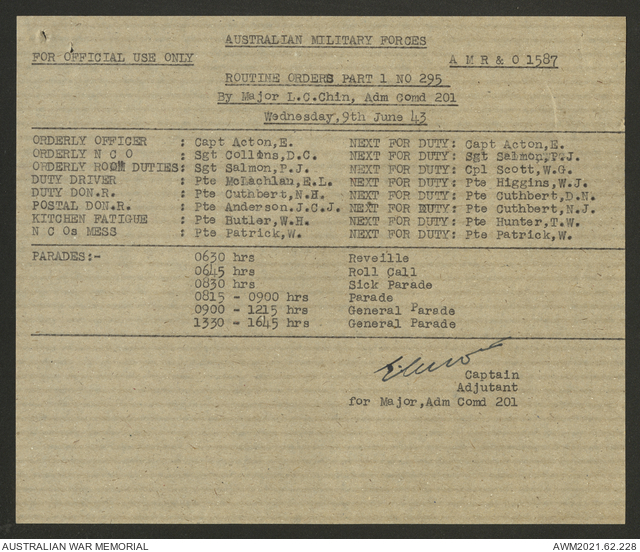 AUSTRALIAN MILITARY FORCES
FOR OFFICIAL USE ONLY A M R & O 1587
ROUTINE ORDERS PART 1 NO 295
By Major L.C.Chin, Adm Comd 201
Wednesday,9th June 43
ORDERLY OFFICER : Capt Acton,E. NEXT FOR DUTY: Capt Acton,E.
ORDERLY N C O : Sgt Collins,D.C. NEXT FOR DUTY: Sgt Salmon,P.J.
ORDERLY ROOM DUTIES: Sgt Salmon,P.J. NEXT FOR DUTY: Cpl Scott,W.G.
DUTY DRIVER : Pte McLachlan,E.L. NEXT FOR DUTY: Pte Higgins,W.J.
DUTY DON.R. : Pte Cuthbert,N.H. NEXT FOR DUTY: Pte Cuthbert,D.N.
POSTAL DON.R. : Pte Anderson.J.C.J. NEXT FOR DUTY: Pte Cuthbert,N.J.
KITCHEN FATIGUE : Pte Butler,W.H. NEXT FOR DUTY: Pte Hunter,T.W.
N C Os MESS : Pte Patrick,W. NEXT FOR DUTY: Pte Patrick,W.
PARADES:- 0630 hrs Reveille
0645 hrs Roll Call
0830 hrs Sick Parade
0815 - 0900 hrs Parade
0900 - 1215 hrs General Parade
1330 - 1645 hrs General Parade
Captain
Adjutant
for Major,Adm Comd 201
AUSTRALIAN WAR MEMORIAL AWM2021.62.228